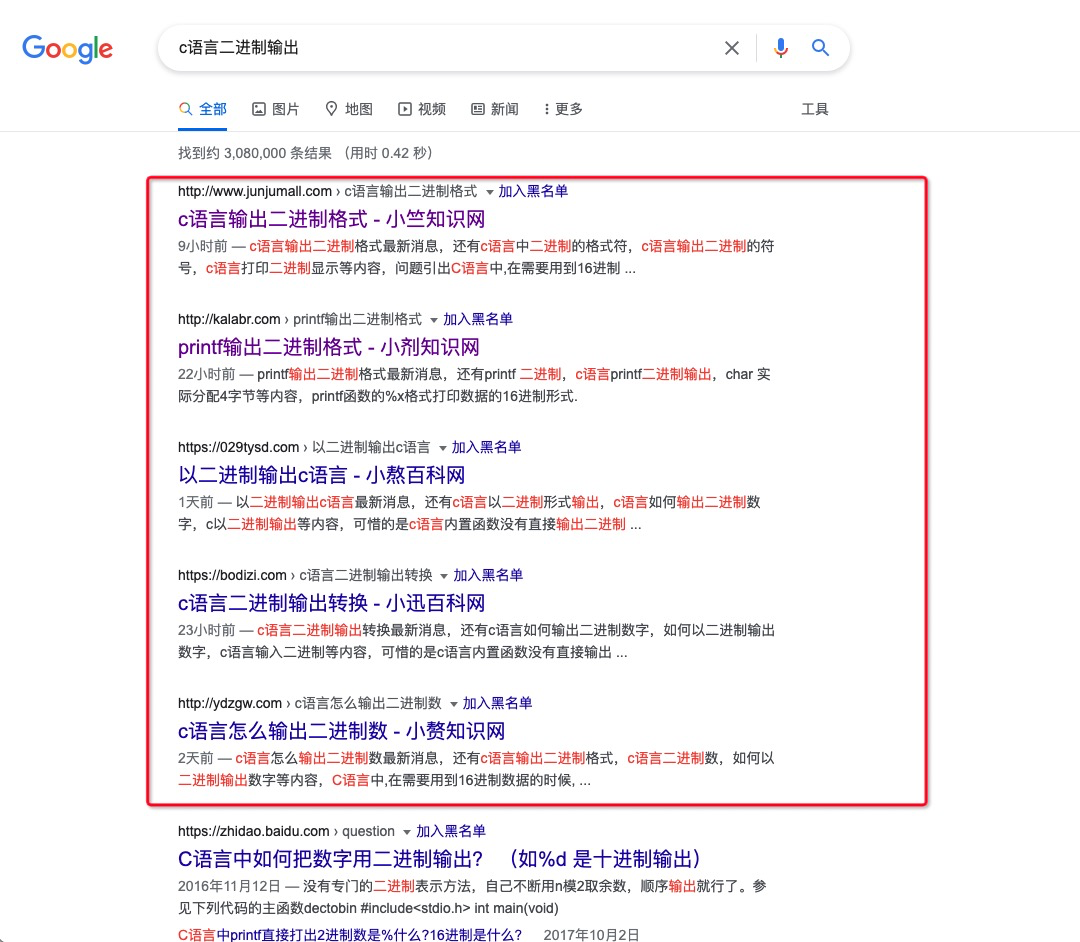 Google
c语言二进制输出
全部 图片 地图 视频 新闻 更多 工具
找到约 3,080,000 条结果 （用时 0.42 秒）
http://www.junjumall.com › c语言输出二进制格式 加入黑名单
c语言输出二进制格式 - 小竺知识网
9小时前 — c语言输出二进制格式最新消息，还有c语言中二进制的格式符，c语言输出二进制的符
号，c语言打印二进制显示等内容，问题引出C语言中,在需要用到16进制 ...
http://kalabr.com › printf输出二进制格式 加入黑名单
printf输出二进制格式 - 小剂知识网
22小时前 — printf输出二进制格式最新消息，还有printf 二进制，c语言printf二进制输出，char 实
际分配4字节等内容，printf函数的%x格式打印数据的16进制形式.
https://029tysd.com › 以二进制输出c语言 加入黑名单
以二进制输出c语言 - 小熬百科网
1天前 — 以二进制输出c语言最新消息，还有c语言以二进制形式输出，c语言如何输出二进制数
字，c以二进制输出等内容，可惜的是c语言内置函数没有直接输出二进制 ...
https://bodizi.com › c语言二进制输出转换 加入黑名单
c语言二进制输出转换 - 小迅百科网
23小时前 — c语言二进制输出转换最新消息，还有c语言如何输出二进制数字，如何以二进制输出
数字，c语言输入二进制等内容，可惜的是c语言内置函数没有直接输出 ...
http://ydzgw.com › c语言怎么输出二进制数 加入黑名单
c语言怎么输出二进制数 - 小赘知识网
2天前 — c语言怎么输出二进制数最新消息，还有c语言输出二进制格式，c语言二进制数，如何以
二进制输出数字等内容，C语言中,在需要用到16进制数据的时候, ...
https://zhidao.baidu.com › question 加入黑名单
C语言中如何把数字用二进制输出? （如%d 是十进制输出）
2016年11月12日 — 没有专门的二进制表示方法，自己不断用n模2取余数，顺序输出就行了。参
见下列代码的主函数dectobin #include<stdio.h> int main(void)
C语言中printf直接打出2进制数是%什么?16进制是什么? 2017年10月2日